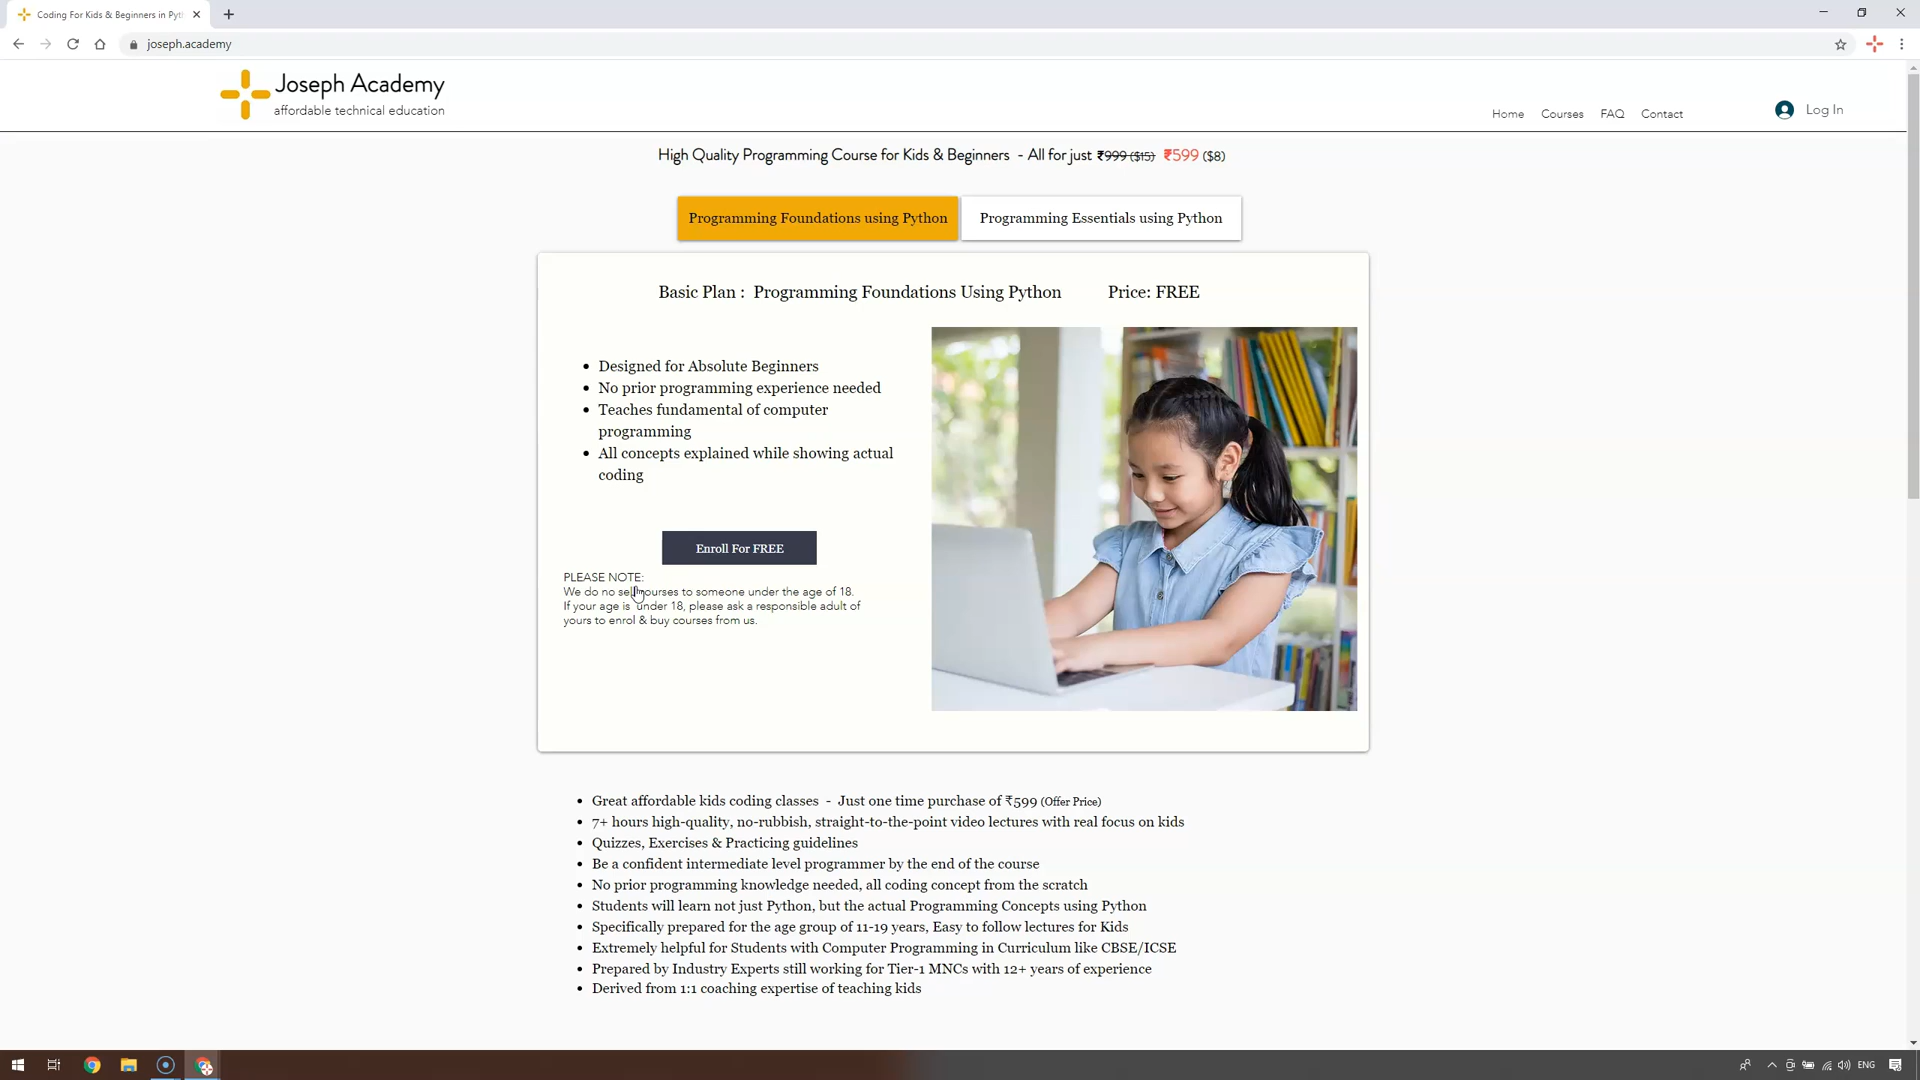 Coding For Kids & Beginners in Pyt
joseph.academy
Joseph Academy
affordable technical education
Home Courses FAQ Contact
Log In
High Quality Programming Course for Kids & Beginners - All for just ₹999 ($15) ₹599 ($8)
Programming Foundations using Python
Programming Essentials using Python
Basic Plan : Programming Foundations Using Python Price: FREE
• Designed for Absolute Beginners
• No prior programming experience needed
• Teaches fundamental of computer
programming
• All concepts explained while showing actual
coding
Enroll For FREE
PLEASE NOTE:
We do no sell courses to someone under the age of 18.
If your age is under 18, please ask a responsible adult of
yours to enrol & buy courses from us.
• Great affordable kids coding classes - Just one time purchase of ₹599 (Offer Price)
• 7+ hours high-quality, no-rubbish, straight-to-the-point video lectures with real focus on kids
• Quizzes, Exercises & Practicing guidelines
• Be a confident intermediate level programmer by the end of the course
• No prior programming knowledge needed, all coding concept from the scratch
• Students will learn not just Python, but the actual Programming Concepts using Python
• Specifically prepared for the age group of 11-19 years, Easy to follow lectures for Kids
• Extremely helpful for Students with Computer Programming in Curriculum like CBSE/ICSE
• Prepared by Industry Experts still working for Tier-1 MNCs with 12+ years of experience
• Derived from 1:1 coaching expertise of teaching kids
ENG